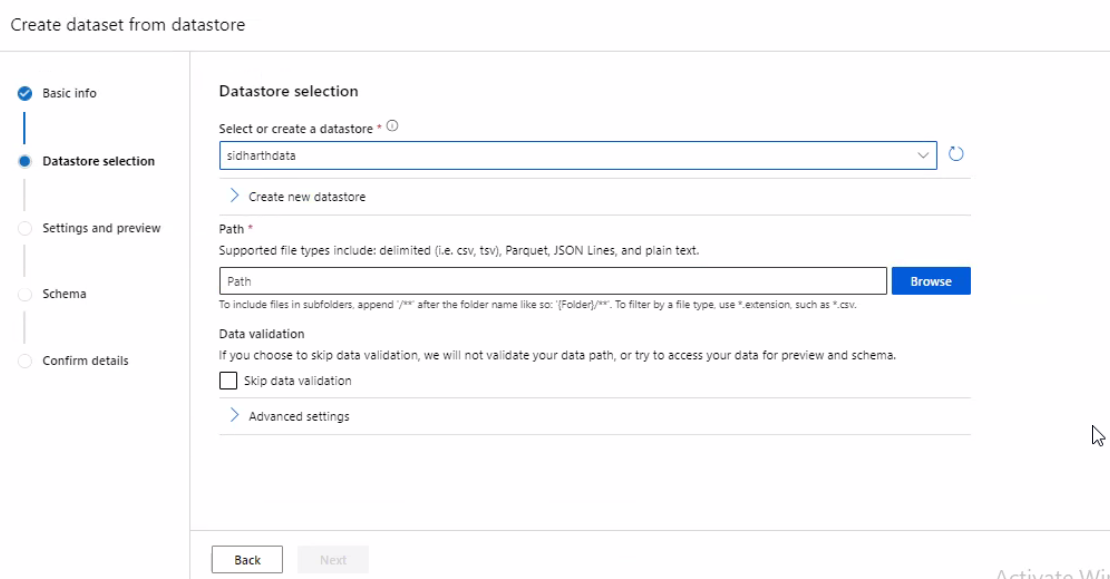 Create dataset from datastore
Basic info
Datastore selection
Settings and preview
Schema
Confirm details
Datastore selection
Select or create a datastore *
sidharthdata
Create new datastore
Path *
Supported file types include: delimited (i.e. csv, tsv), Parquet, JSON Lines, and plain text.
Path
Browse
To include files in subfolders, append '/**' after the folder name like so: '{Folder}/**'. To filter by a file type, use *.extension, such as *.csv.
Data validation
If you choose to skip data validation, we will not validate your data path, or try to access your data for preview and schema.
Skip data validation
Advanced settings
Back
Next
Activate